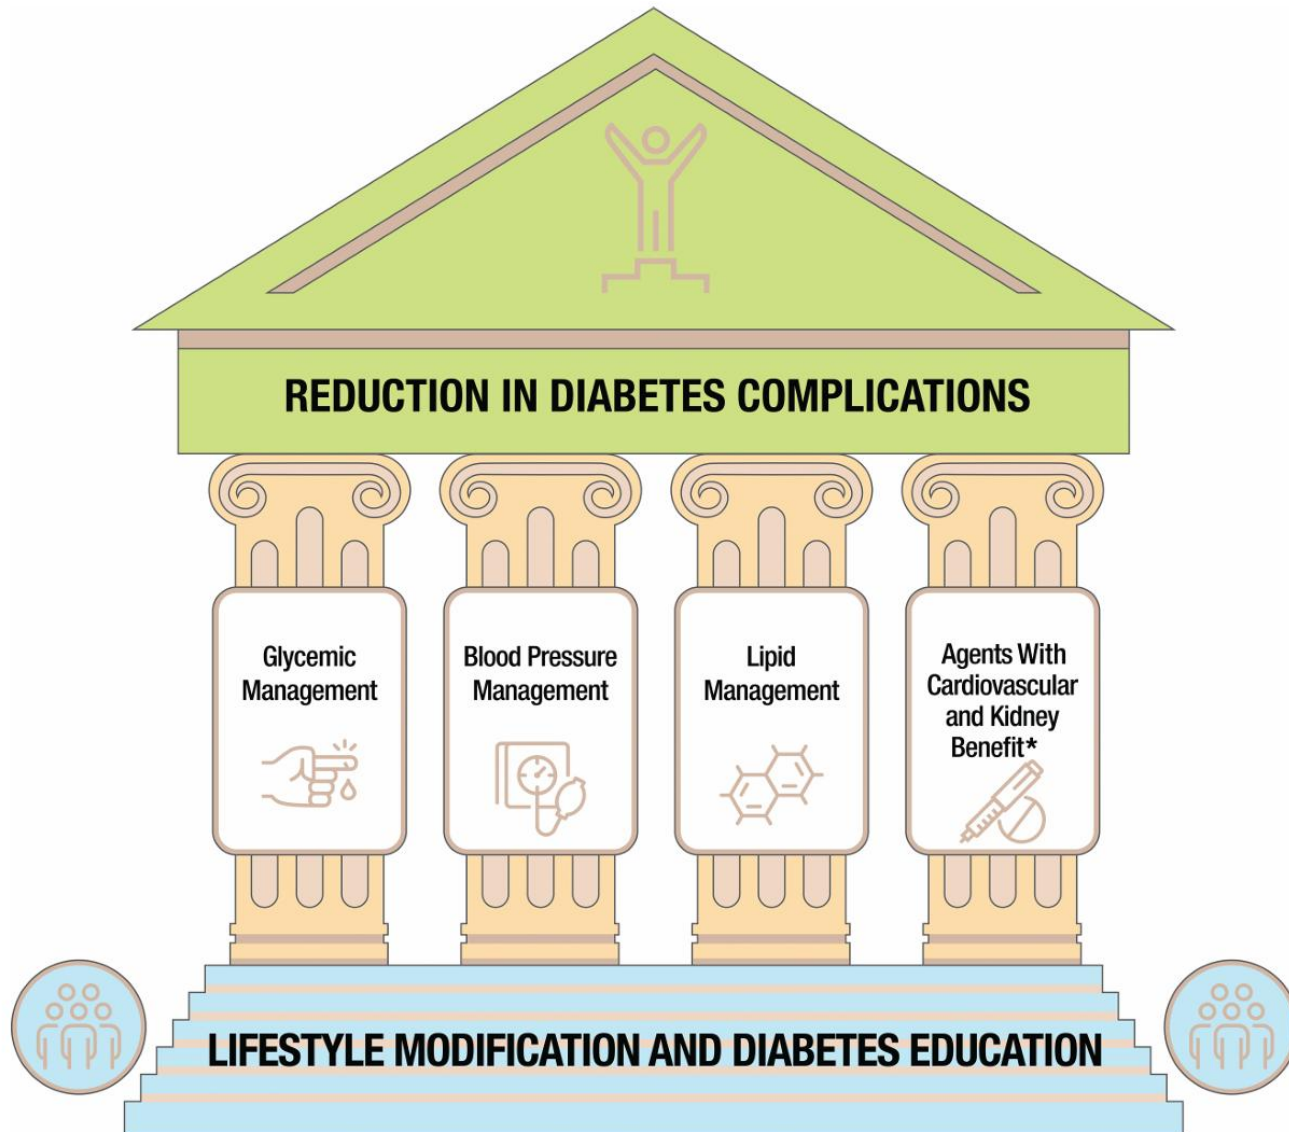 REDUCTION IN DIABETES COMPLICATIONS
Glycemic
Management
Blood Pressure
Management
Lipid
Management
Agents With
Cardiovascular
and Kidney
Benefit*
LIFESTYLE MODIFICATION AND DIABETES EDUCATION